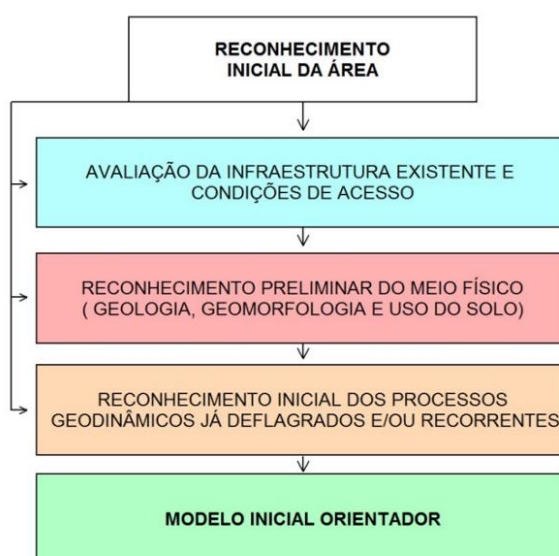 RECONHECIMENTO
INICIAL DA ÁREA
AVALIAÇÃO DA INFRAESTRUTURA EXISTENTE E
CONDIÇÕES DE ACESSO
RECONHECIMENTO PRELIMINAR DO MEIO FÍSICO
( GEOLOGIA, GEOMORFOLOGIA E USO DO SOLO)
RECONHECIMENTO INICIAL DOS PROCESSOS
GEODINÂMICOS JÁ DEFLAGRADOS E/OU RECORRENTES
MODELO INICIAL ORIENTADOR